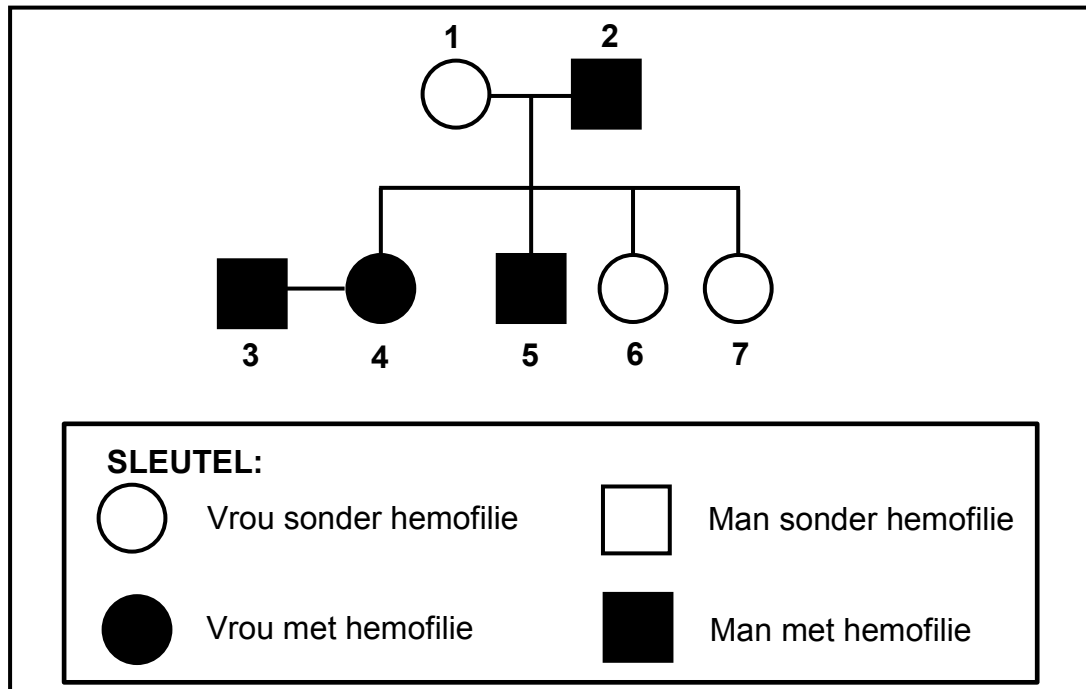 1 2
3 4 5 6 7
SLEUTEL:
Vrou sonder hemofilie Man sonder hemofilie
Vrou met hemofilie Man met hemofilie